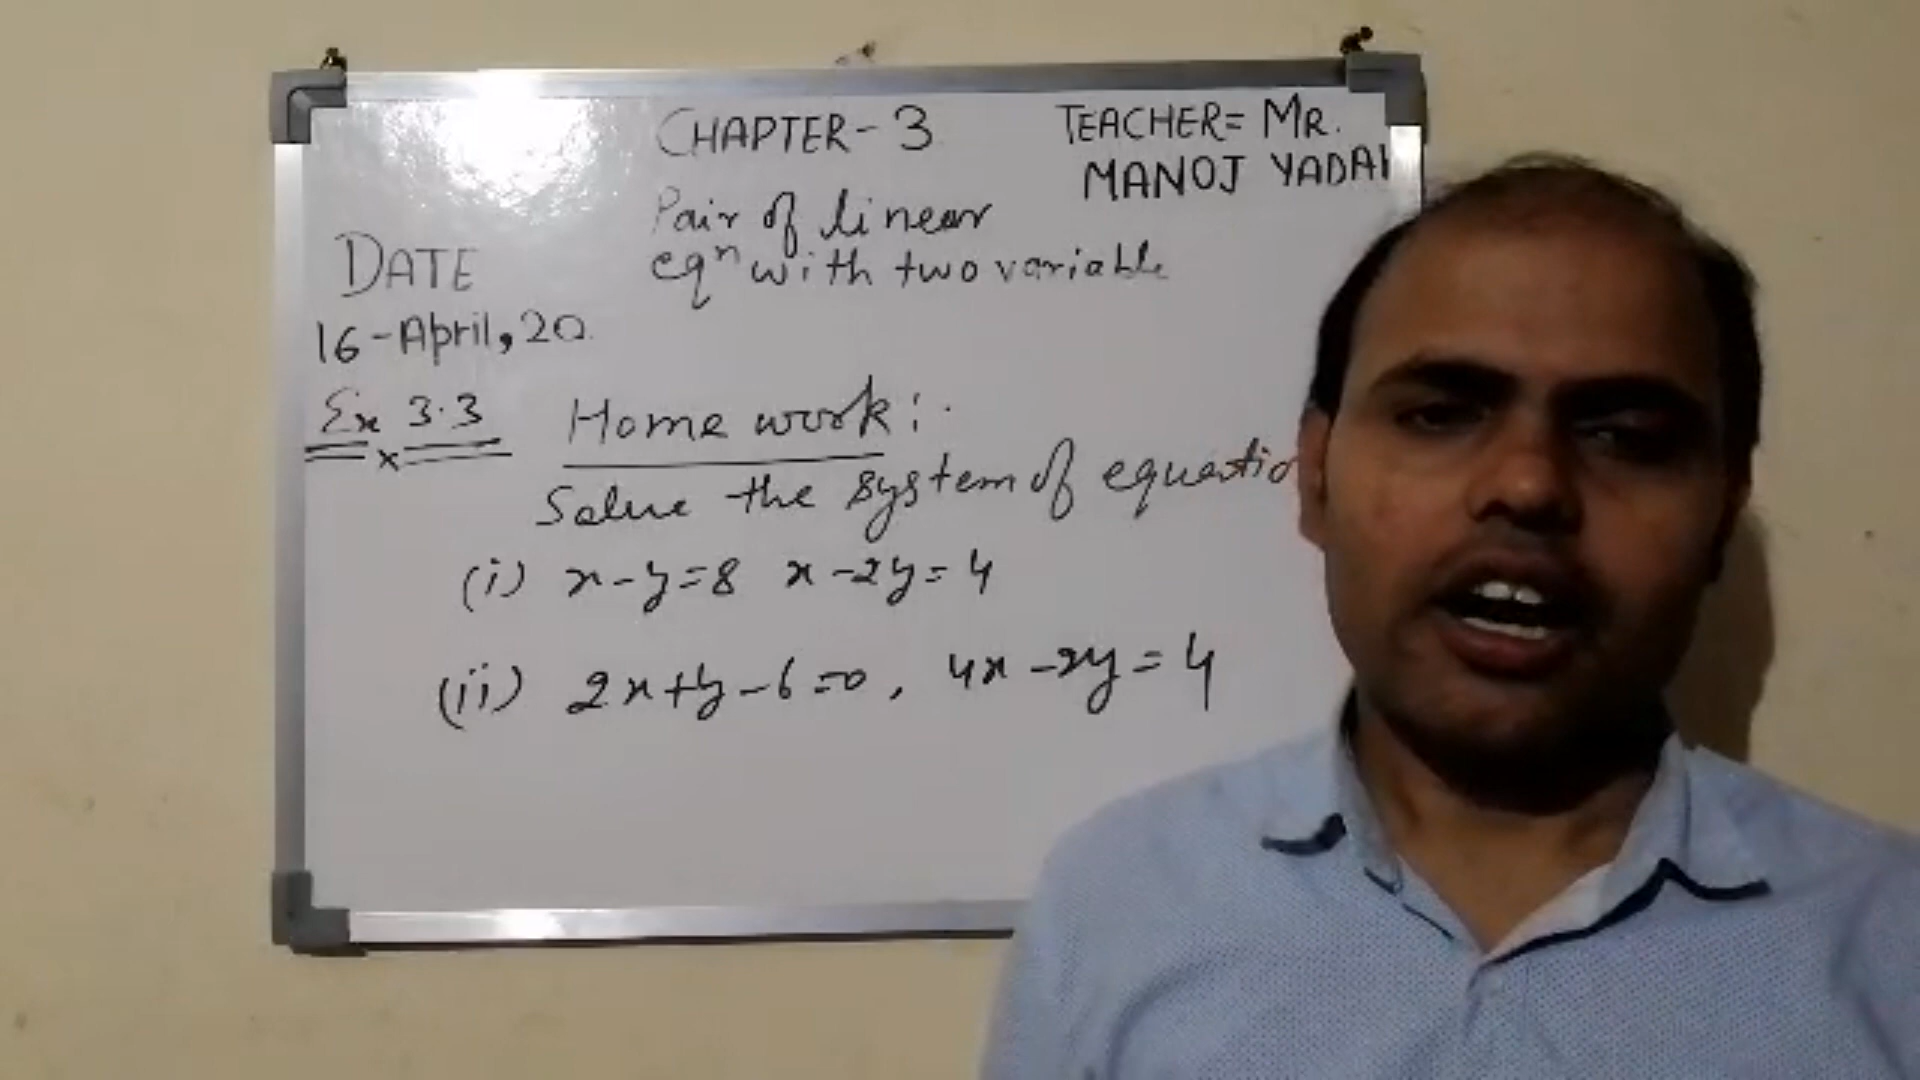 CHAPTER-3
TEACHER= MR.
MANOJ YADAV
Pair of linear
eqⁿ with two variable
DATE
16-April, 20.
Ex 3.3
Home work:.
Solve the system of equatio
(i) x-y=8 x-2y=4
(ii) 2x+y-6=0, 4x-2y=4